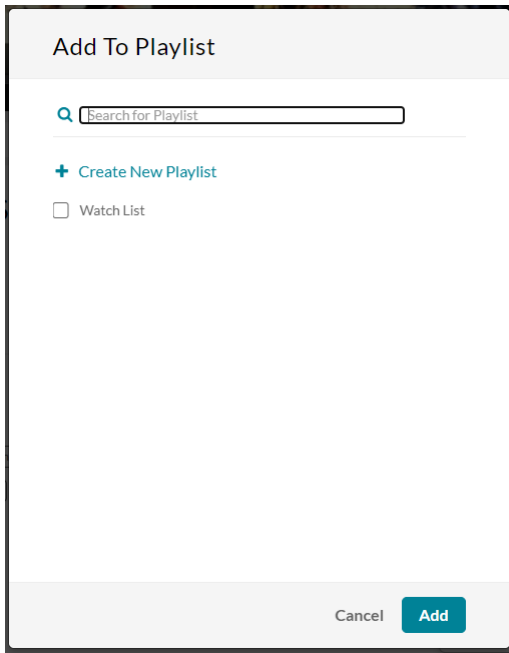 Add To Playlist
Search for Playlist
Create New Playlist
Watch List
Cancel Add